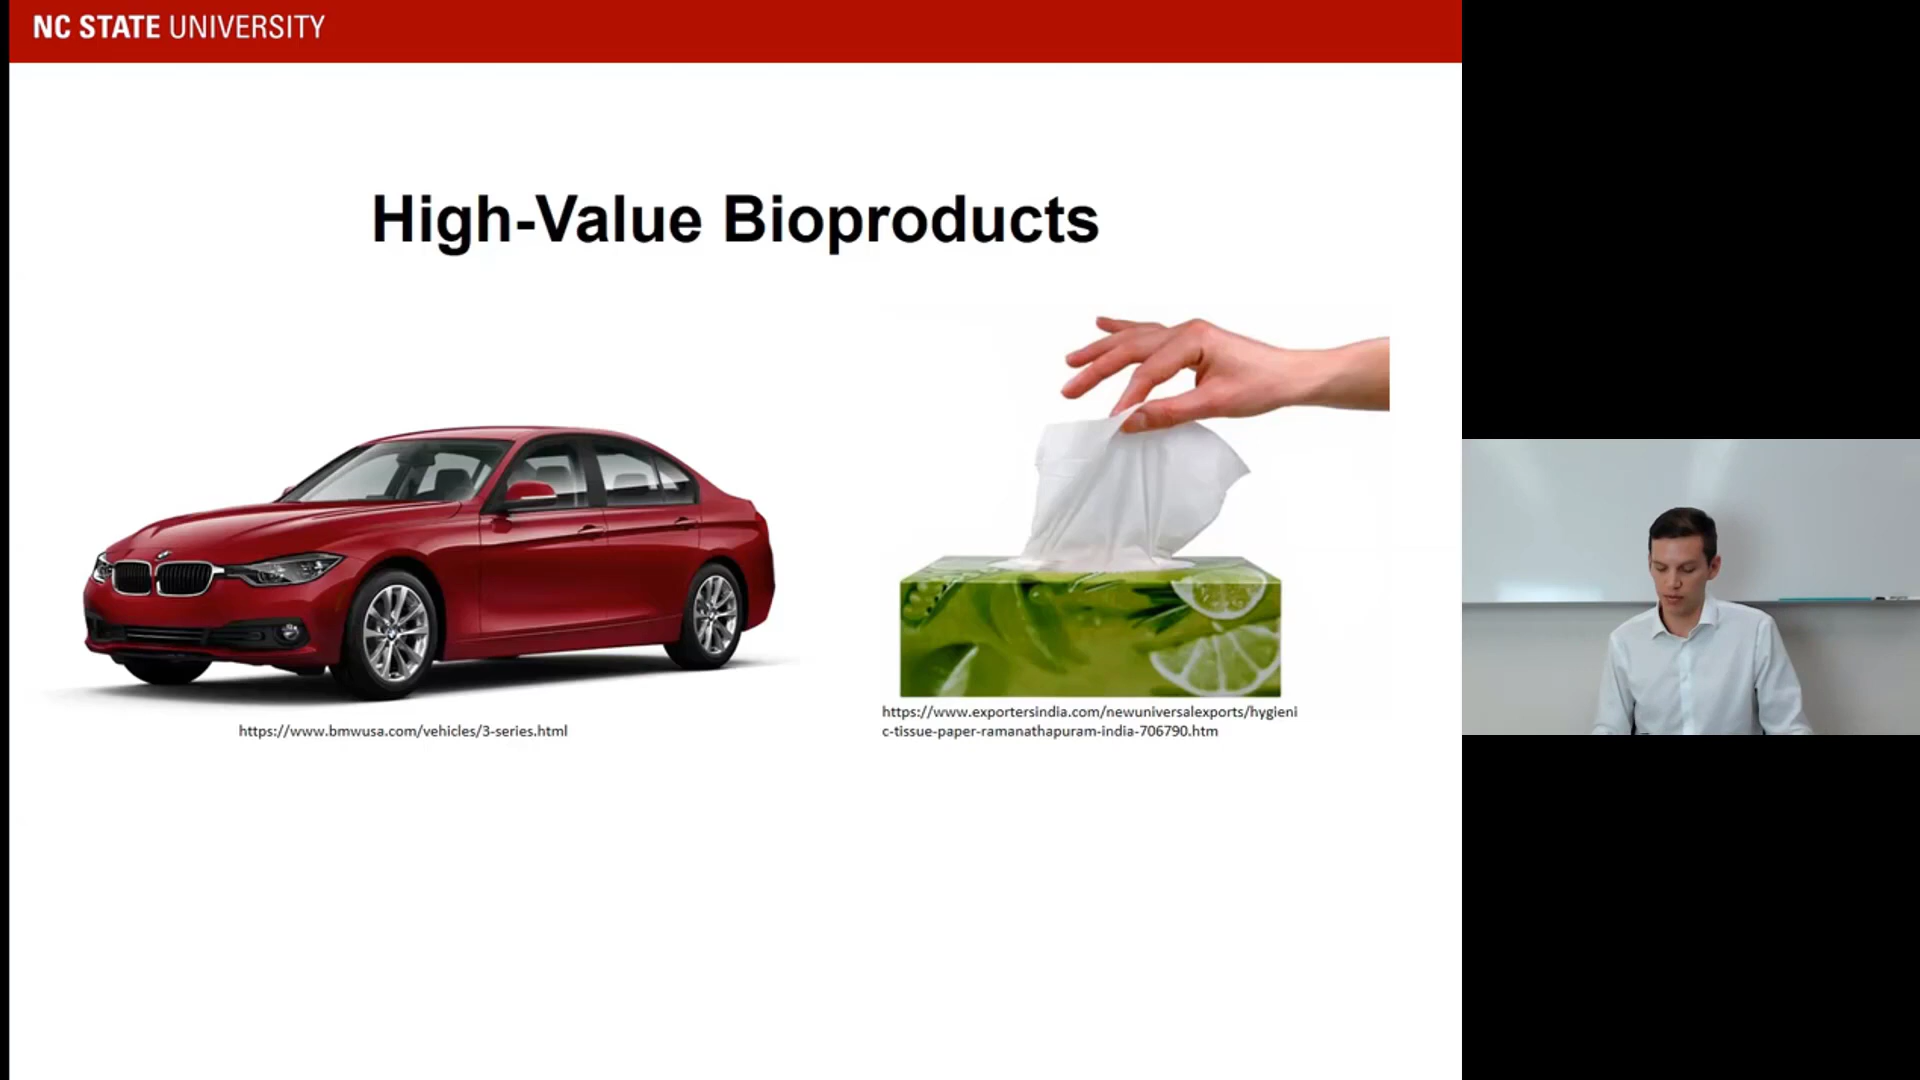 NC STATE UNIVERSITY
High-Value Bioproducts
https://www.bmwusa.com/vehicles/3-series.html
https://www.exportersindia.com/newuniversalexports/hygieni
c-tissue-paper-ramanathapuram-india-706790.htm